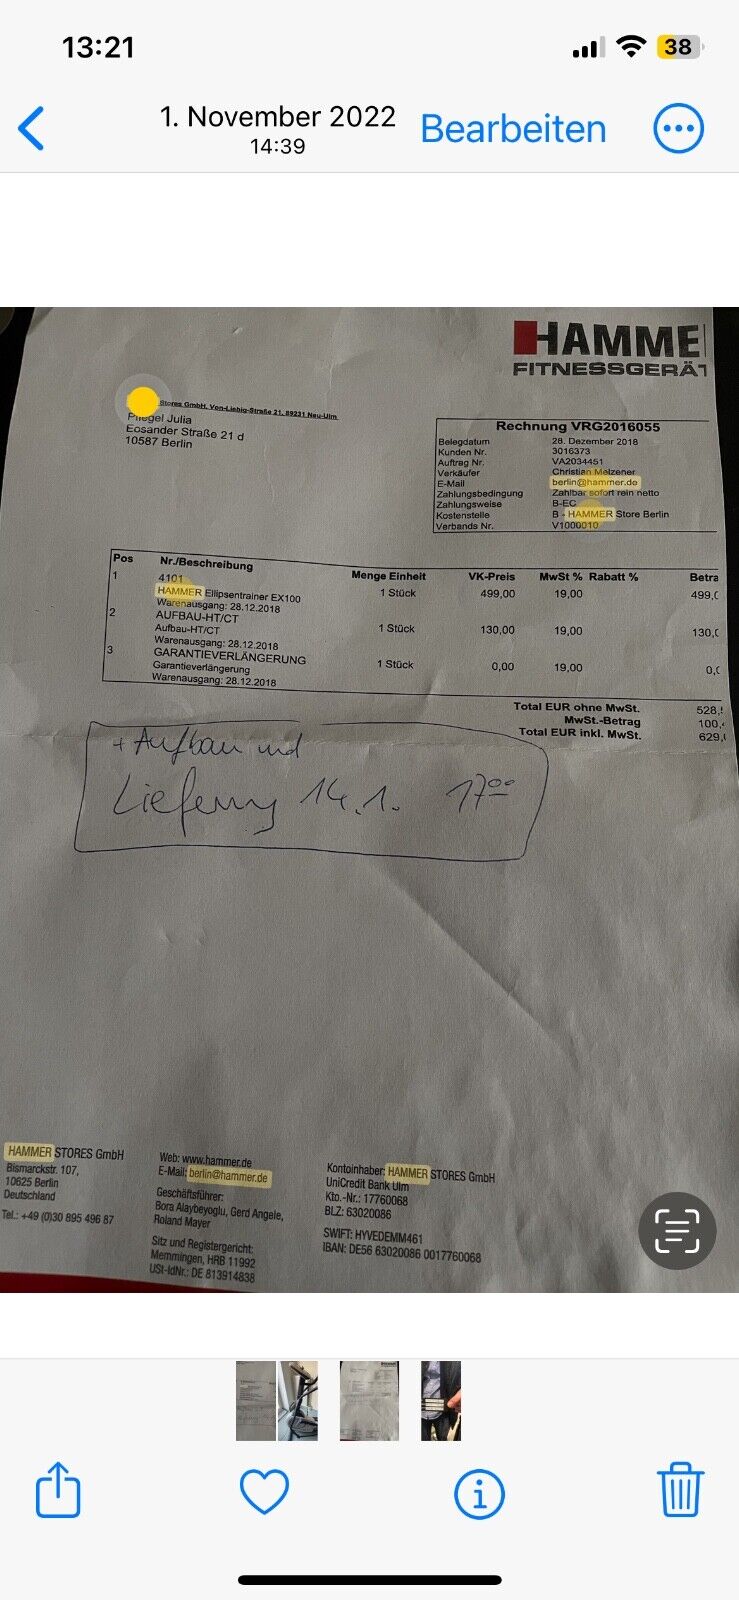 13:21
38
1. November 2022
14:39
Bearbeiten
HAMME
FITNESSGERÄT
Stores GmbH, Von-Liebig-Straße 21, 89231 Neu-Ulm
Julia
Eosander Straße 21 d
10587 Berlin
Rechnung VRG2016055
Belegdatum 28. Dezember 2018
Kunden Nr. 3016373
Auftrag Nr. VA2034451
Verkäufer Christian Melzener
E-Mail berlin@hammer.de
Zahlungsbedingung Zahlbar sofort rein netto
Zahlungsweise B-EC
Kostenstelle B - HAMMER Store Berlin
Verbands Nr. V1000010
Pos Nr./Beschreibung Menge Einheit VK-Preis MwSt % Rabatt % Betra
1 4101 1 Stück 499,00 19,00 499,0
HAMMER Ellipsentrainer EX100
Warenausgang: 28.12.2018
2 AUFBAU-HT/CT 1 Stück 130,00 19,00 130,0
Aufbau-HT/CT
Warenausgang: 28.12.2018
3 GARANTIEVERLÄNGERUNG 1 Stück 0,00 19,00 0,0
Garantieverlängerung
Warenausgang: 28.12.2018
Total EUR ohne MwSt. 528,
MwSt.-Betrag 100,
Total EUR inkl. MwSt. 629,
+ Aufbau und
Lieferung 14.1. 17⁰⁰
HAMMER STORES GmbH
Bismarckstr. 107,
10625 Berlin
Deutschland
Tel.: +49 (0)30 895 496 87
Web: www.hammer.de
E-Mail: berlin@hammer.de
Geschäftsführer:
Bora Alaybeyoglu, Gerd Angele,
Roland Mayer
Sitz und Registergericht:
Memmingen, HRB 11992
USt-IdNr.: DE 813914838
Kontoinhaber: HAMMER STORES GmbH
UniCredit Bank Ulm
Kto.-Nr.: 17760068
BLZ: 63020086
SWIFT: HYVEDEMM461
IBAN: DE56 63020086 0017760068